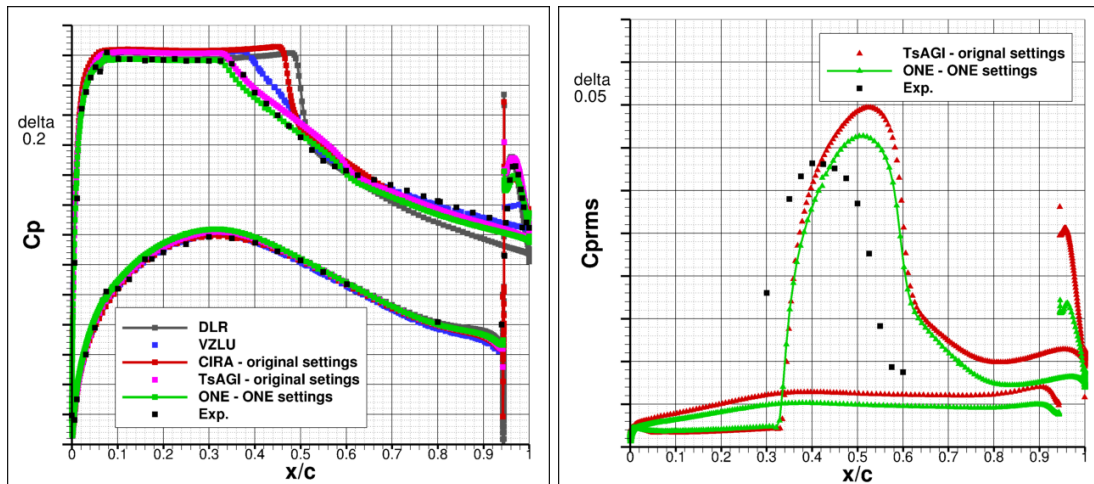 delta
0.2
Cp
DLR
VZLU
CIRA - original settings
TsAGI - original setings
ONE - ONE settings
Exp.
0 0.1 0.2 0.3 0.4 0.5 0.6 0.7 0.8 0.9 1
x/c
delta
0.05
Cprms
TsAGI - orignal settings
ONE - ONE settings
Exp.
0 0.1 0.2 0.3 0.4 0.5 0.6 0.7 0.8 0.9 1
x/c